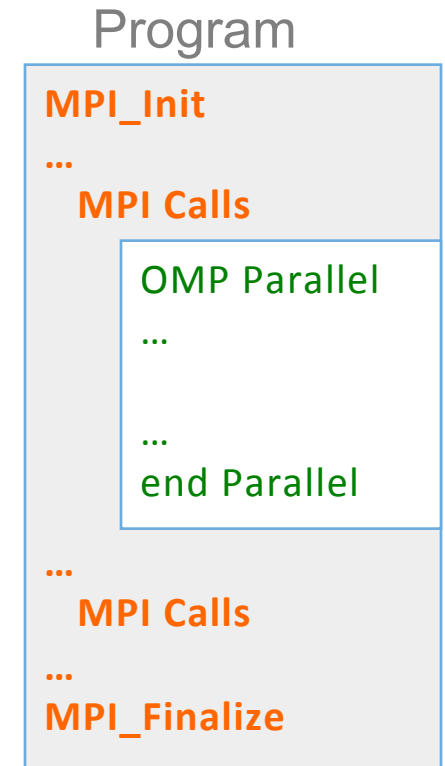 Program
MPI_Init
...
MPI Calls
OMP Parallel
...
...
end Parallel
...
MPI Calls
...
MPI_Finalize